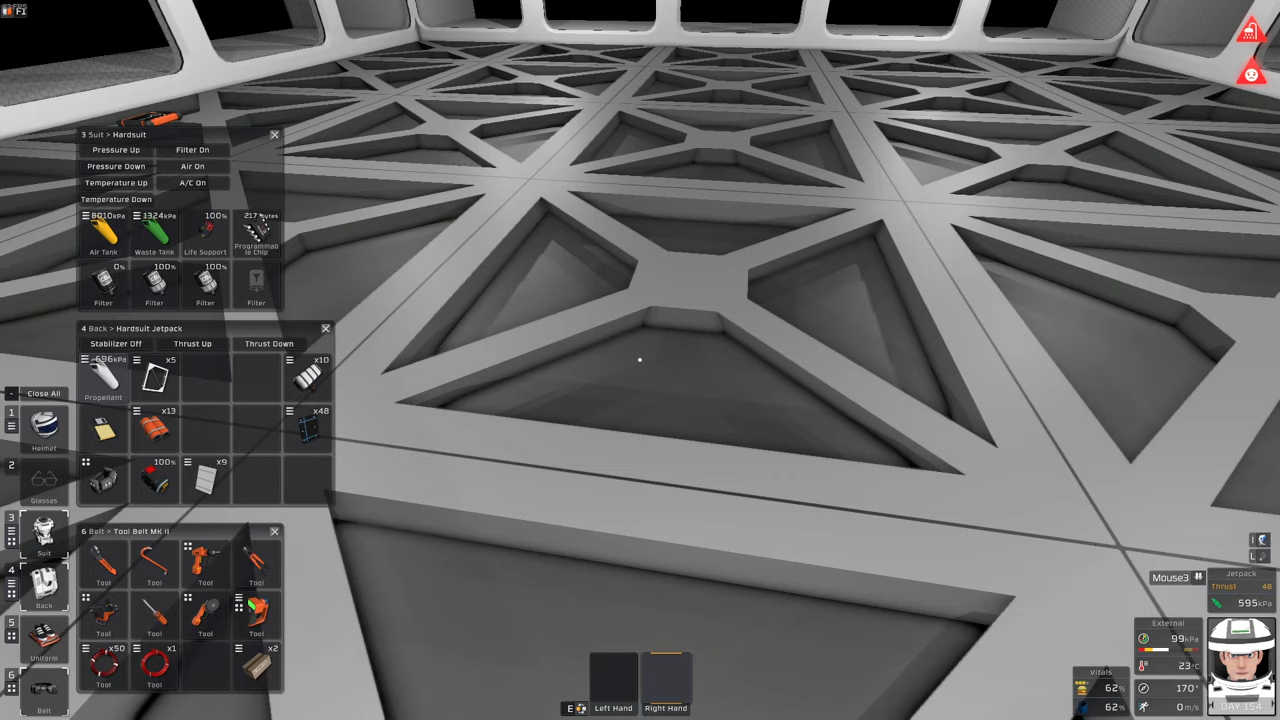 F1
3 Suit > Hardsuit
Pressure Up Filter On
Pressure Down Air On
Temperature Up A/C On
Temperature Down
8010kPa 1324kPa 100% 217 bytes
Air Tank Waste Tank Life Support Programmable Chip
0% 100% 100%
Filter Filter Filter Filter
4 Back > Hardsuit Jetpack
Stabilizer Off Thrust Up Thrust Down
696kPa x5 x10
Propellant
x13 x48
100% x9
- Close All
1 Helmet
2 Glasses
3 Suit
4 Back
5 Uniform
6 Belt
6 Belt > Tool Belt MK II
Tool Tool Tool Tool
Tool Tool Tool Tool
x50 x1 x2
Tool Tool
E Left Hand Right Hand
I
L
Mouse3
Jetpack
Thrust 48
595kPa
External
99kPa
23°C
170°
0m/s
Vitals
62%
62%
DAY 154